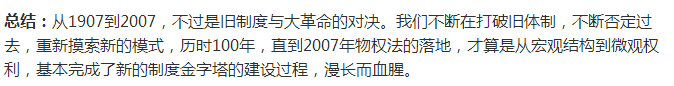 总结：从1907到2007，不过是旧制度与大革命的对决。我们不断在打破旧体制，不断否定过
去，重新摸索新的模式，历时100年，直到2007年物权法的落地，才算是从宏观结构到微观权
利，基本完成了新的制度金字塔的建设过程，漫长而血腥。